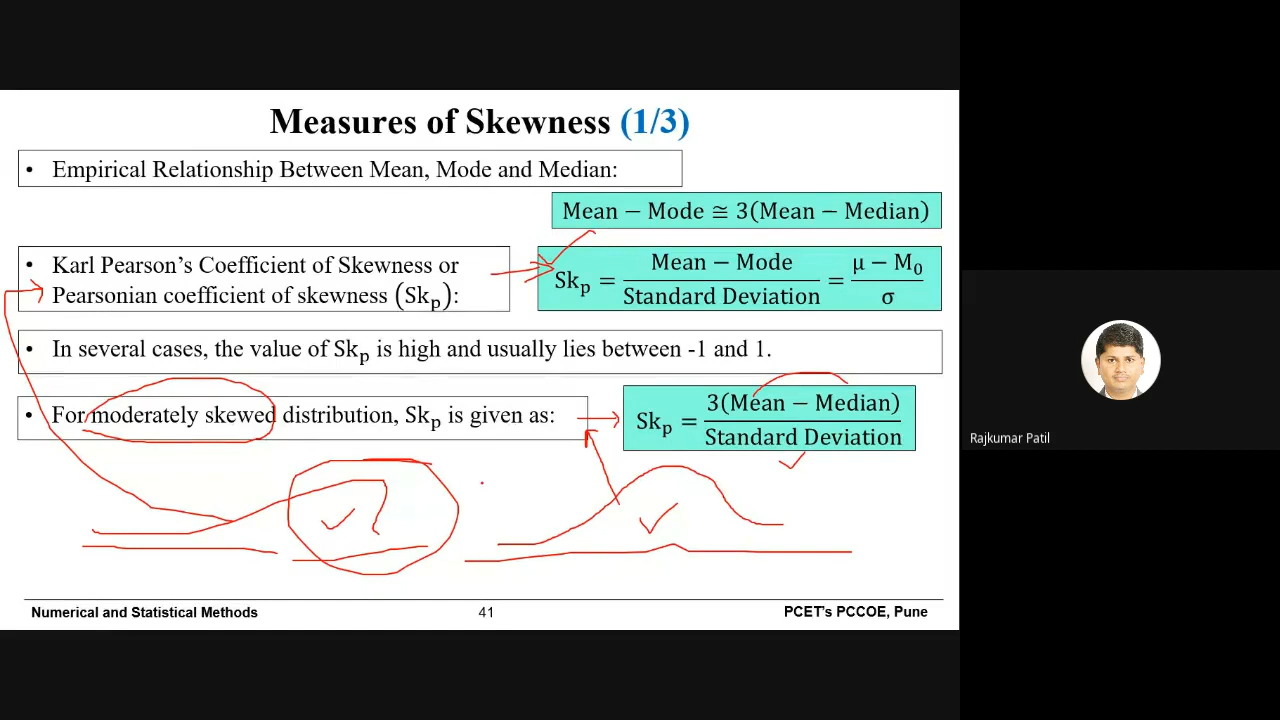 Measures of Skewness (1/3)
• Empirical Relationship Between Mean, Mode and Median:
Mean − Mode ≅ 3(Mean − Median)
• Karl Pearson's Coefficient of Skewness or
Pearsonian coefficient of skewness (Skₚ):
Skₚ = (Mean − Mode)/(Standard Deviation) = (μ − M₀)/σ
• In several cases, the value of Skₚ is high and usually lies between -1 and 1.
• For moderately skewed distribution, Skₚ is given as:
Skₚ = 3(Mean − Median)/(Standard Deviation)
Rajkumar Patil
Numerical and Statistical Methods
41
PCET's PCCOE, Pune